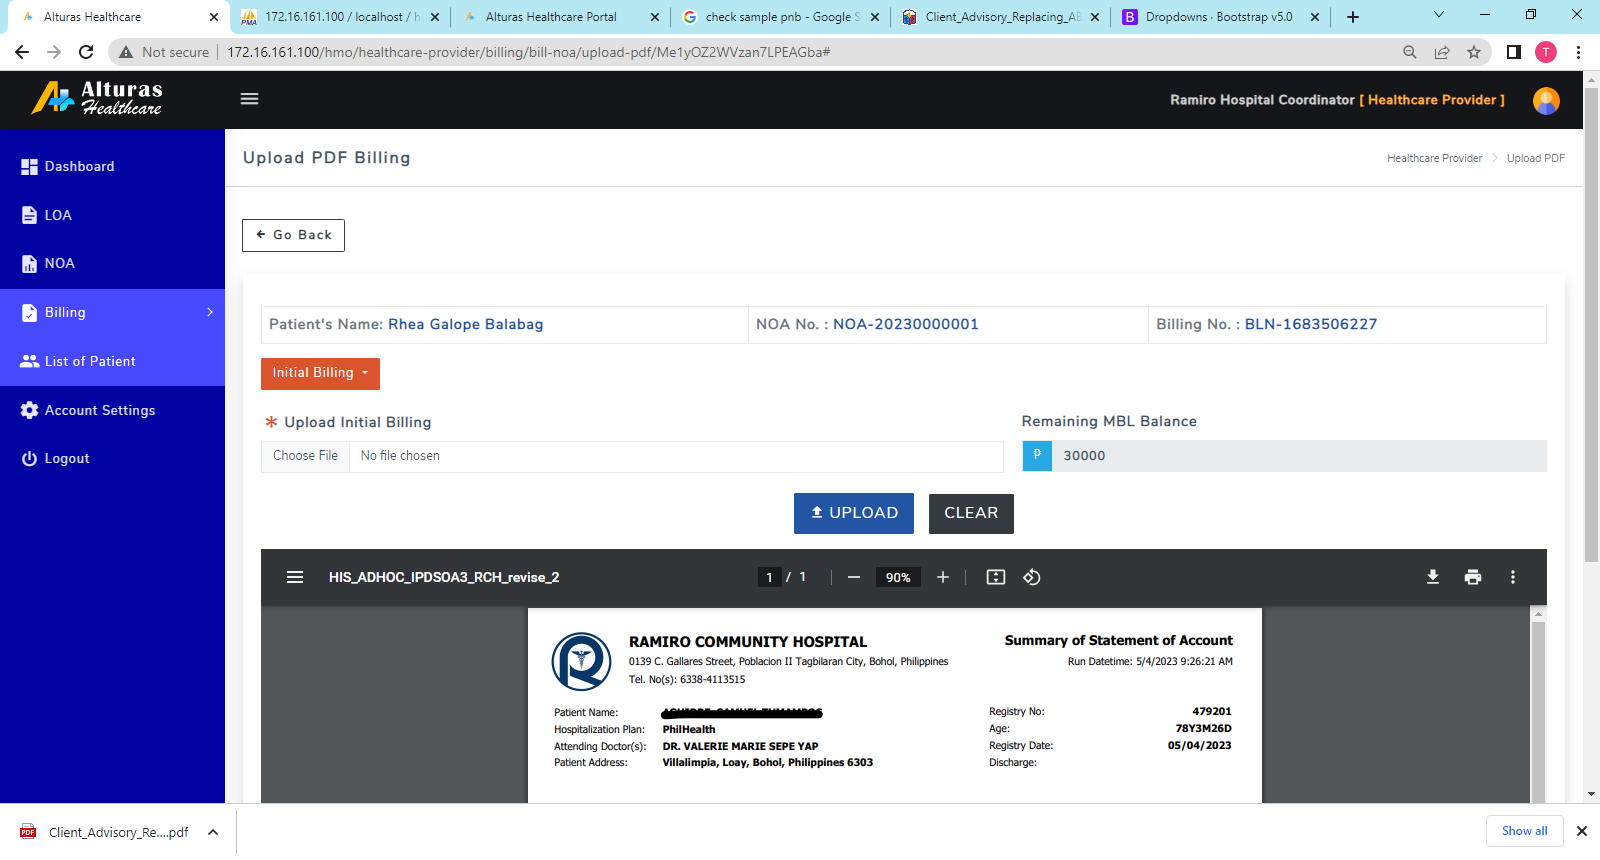 Alturas Healthcare
172.16.161.100 / localhost / h
Alturas Healthcare Portal
check sample pnb - Google S
Client_Advisory_Replacing_AB
Dropdowns · Bootstrap v5.0
Not secure
172.16.161.100/hmo/healthcare-provider/billing/bill-noa/upload-pdf/Me1yOZ2WVzan7LPEAGba#
T
Alturas
Healthcare
Ramiro Hospital Coordinator [ Healthcare Provider ]
Dashboard
LOA
NOA
Billing
List of Patient
Account Settings
Logout
Upload PDF Billing
Healthcare Provider > Upload PDF
Go Back
Patient's Name: Rhea Galope Balabag
NOA No. : NOA-20230000001
Billing No. : BLN-1683506227
Initial Billing
* Upload Initial Billing
Remaining MBL Balance
Choose File No file chosen
₱ 30000
UPLOAD
CLEAR
HIS_ADHOC_IPDSOA3_RCH_revise_2
1 / 1
90%
RAMIRO COMMUNITY HOSPITAL
0139 C. Gallares Street, Poblacion II Tagbilaran City, Bohol, Philippines
Tel. No(s): 6338-4113515
Summary of Statement of Account
Run Datetime: 5/4/2023 9:26:21 AM
Patient Name:
Hospitalization Plan: PhilHealth
Attending Doctor(s): DR. VALERIE MARIE SEPE YAP
Patient Address: Villalimpia, Loay, Bohol, Philippines 6303
Registry No: 479201
Age: 78Y3M26D
Registry Date: 05/04/2023
Discharge:
PDF
Client_Advisory_Re....pdf
Show all